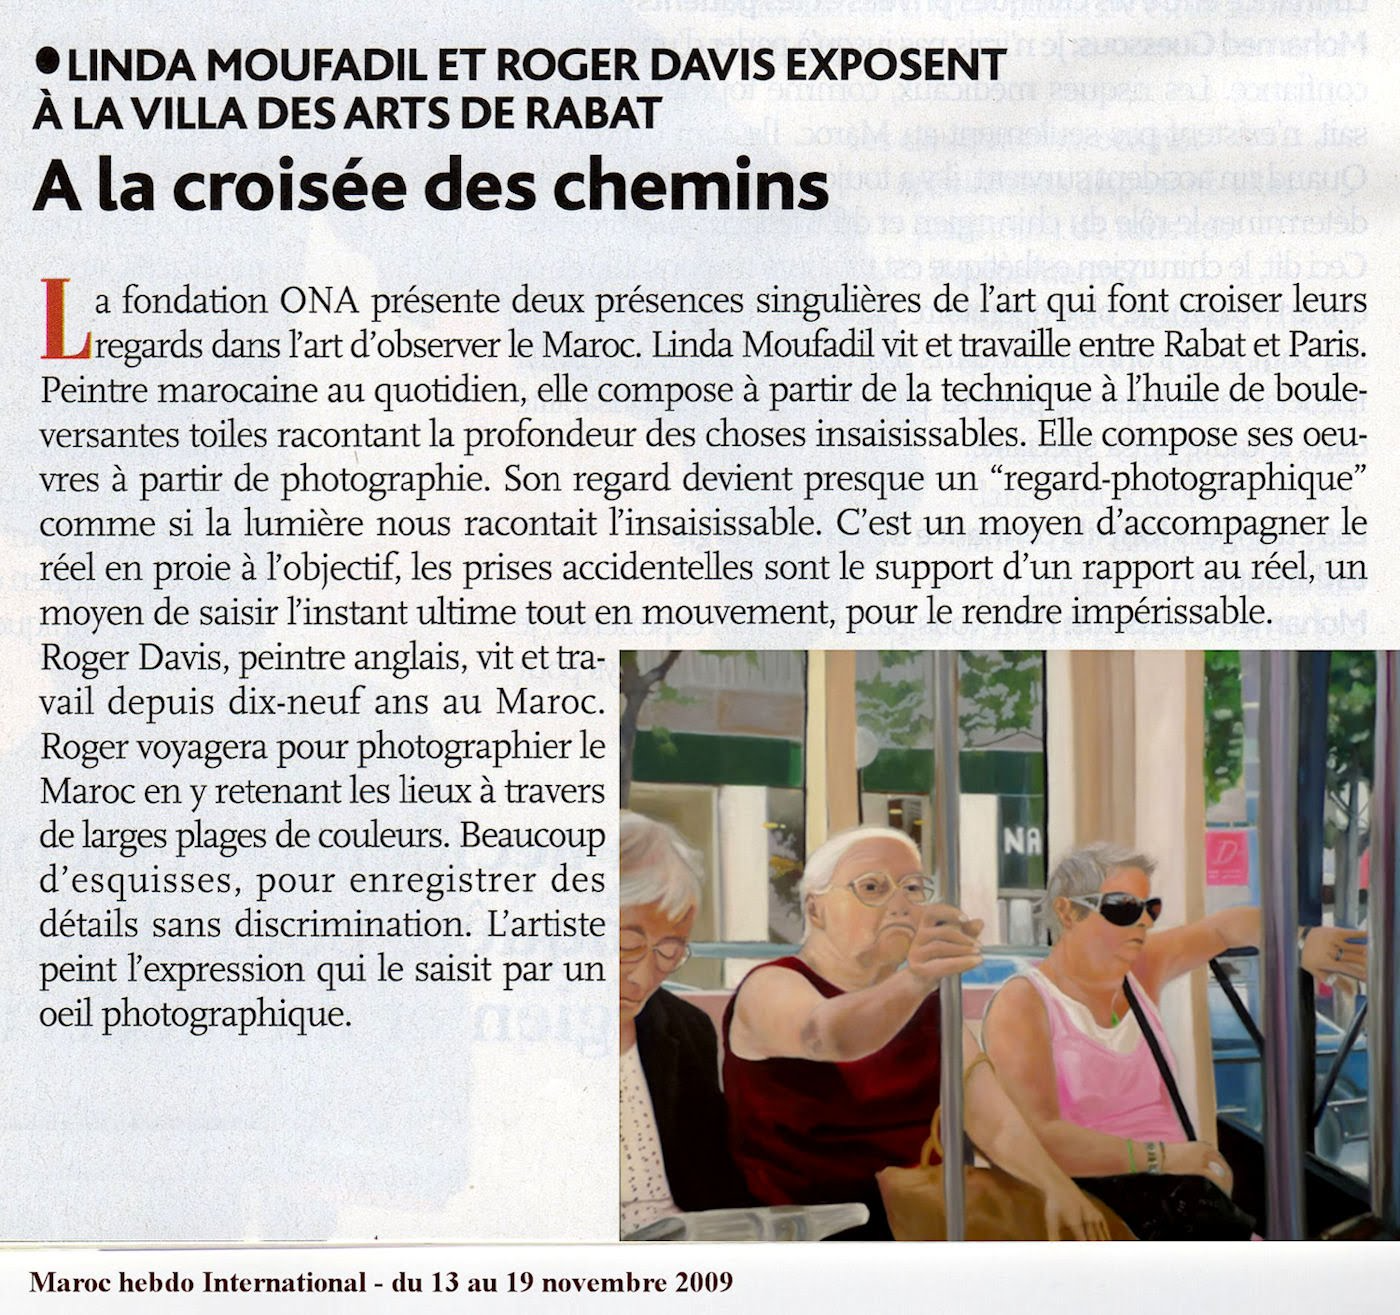 •LINDA MOUFADIL ET ROGER DAVIS EXPOSENT
À LA VILLA DES ARTS DE RABAT
A la croisée des chemins
La fondation ONA présente deux présences singulières de l’art qui font croiser leurs
regards dans l’art d’observer le Maroc. Linda Moufadil vit et travaille entre Rabat et Paris.
Peintre marocaine au quotidien, elle compose à partir de la technique à l’huile de boule-
versantes toiles racontant la profondeur des choses insaisissables. Elle compose ses oeu-
vres à partir de photographie. Son regard devient presque un “regard-photographique”
comme si la lumière nous racontait l’insaisissable. C’est un moyen d’accompagner le
réel en proie à l’objectif, les prises accidentelles sont le support d’un rapport au réel, un
moyen de saisir l’instant ultime tout en mouvement, pour le rendre impérissable.
Roger Davis, peintre anglais, vit et tra-
vail depuis dix-neuf ans au Maroc.
Roger voyagera pour photographier le
Maroc en y retenant les lieux à travers
de larges plages de couleurs. Beaucoup
d’esquisses, pour enregistrer des
détails sans discrimination. L’artiste
peint l’expression qui le saisit par un
oeil photographique.
NA
D
Maroc hebdo International - du 13 au 19 novembre 2009